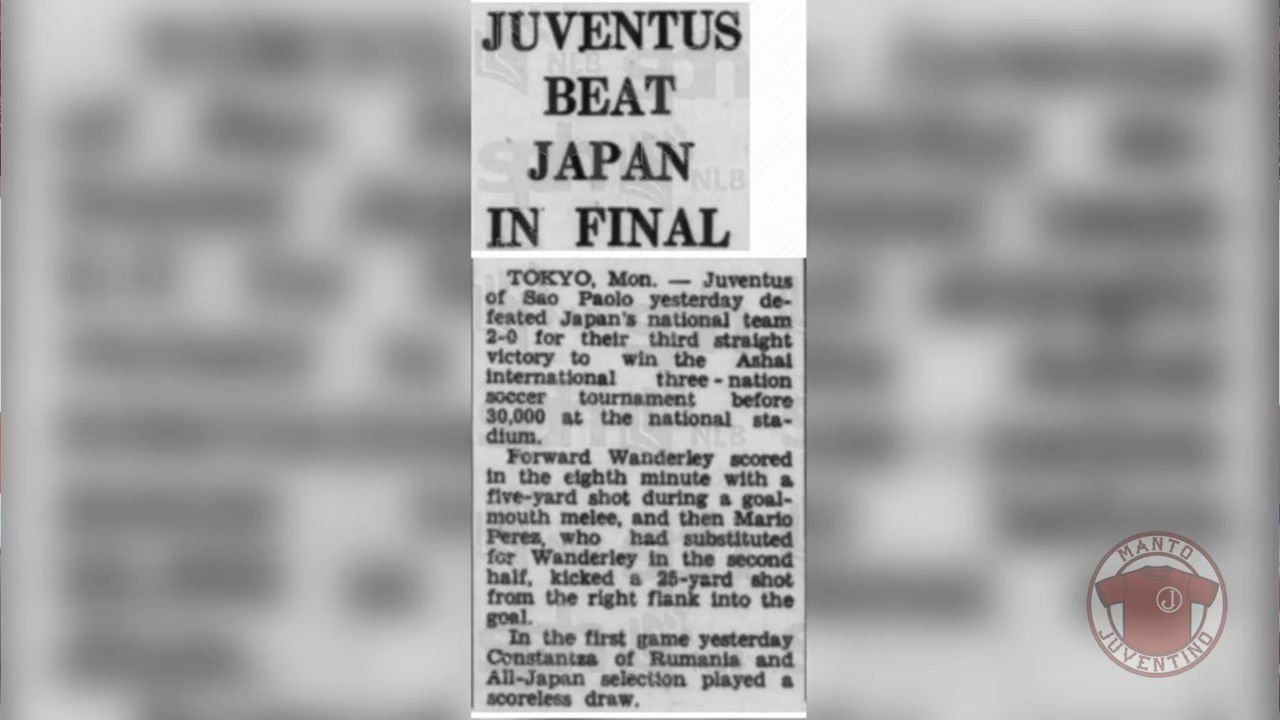 JUVENTUS
BEAT
JAPAN
IN FINAL
TOKYO, Mon. — Juventus
of Sao Paolo yesterday de-
feated Japan's national team
2-0 for their third straight
victory to win the Ashai
international three-nation
soccer tournament before
30,000 at the national sta-
dium.
Forward Wanderley scored
in the eighth minute with a
five-yard shot during a goal-
mouth melee, and then Mario
Perez, who had substituted
for Wanderley in the second
half, kicked a 25-yard shot
from the right flank into the
goal.
In the first game yesterday
Constantza of Rumania and
All-Japan selection played a
scoreless draw.
MANTO
J
JUVENTINO
NLB
NLB
NLB